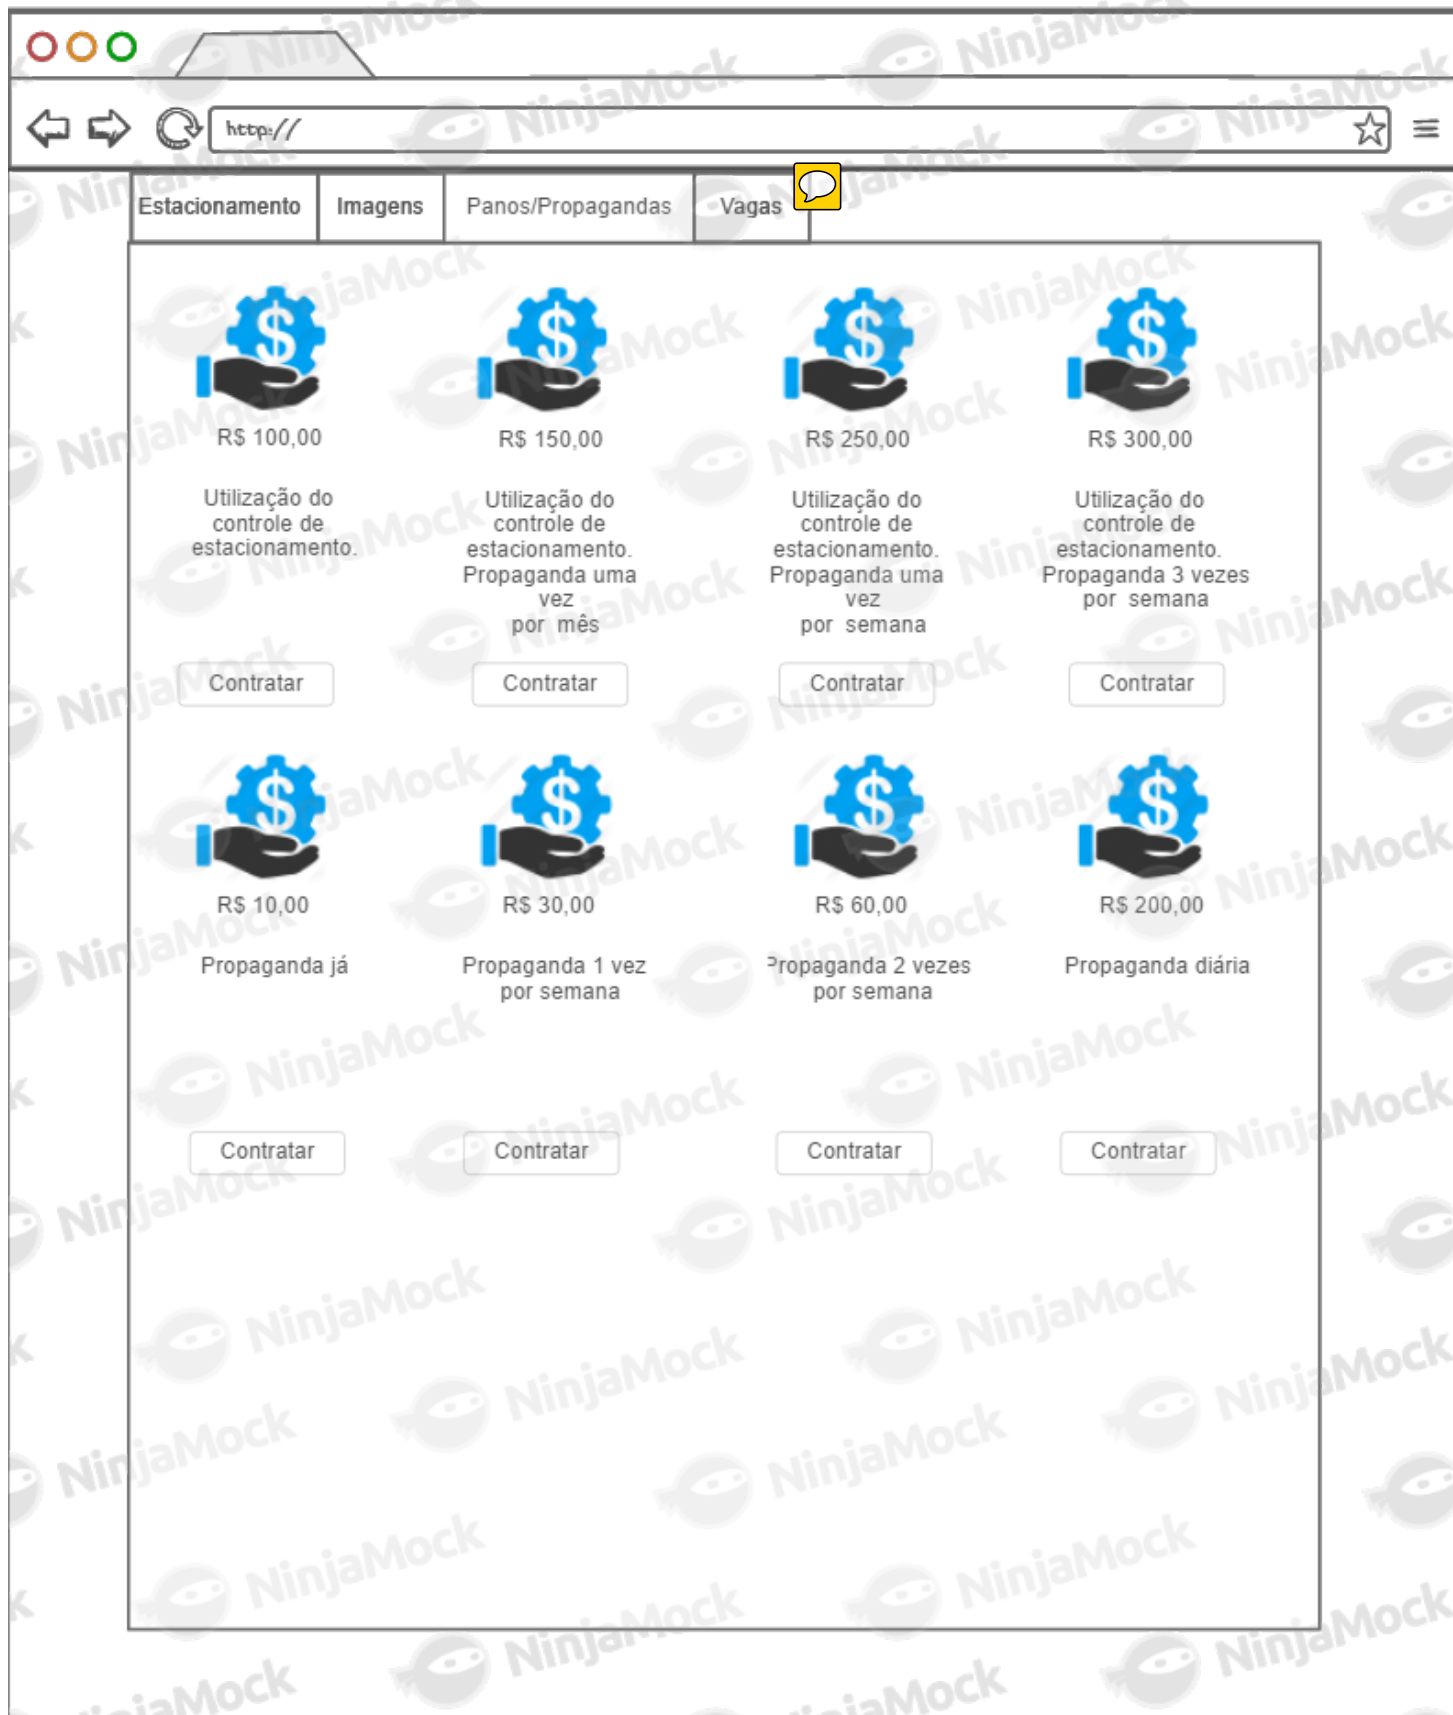 http://
Estacionamento
Imagens
Panos/Propagandas
Vagas
R$ 100,00
R$ 150,00
R$ 250,00
R$ 300,00
Utilização do
controle de
estacionamento.
Utilização do
controle de
estacionamento.
Propaganda uma
vez
por mês
Utilização do
controle de
estacionamento.
Propaganda uma
vez
por semana
Utilização do
controle de
estacionamento.
Propaganda 3 vezes
por semana
Contratar
Contratar
Contratar
Contratar
R$ 10,00
R$ 30,00
R$ 60,00
R$ 200,00
Propaganda já
Propaganda 1 vez
por semana
Propaganda 2 vezes
por semana
Propaganda diária
Contratar
Contratar
Contratar
Contratar
NinjaMock